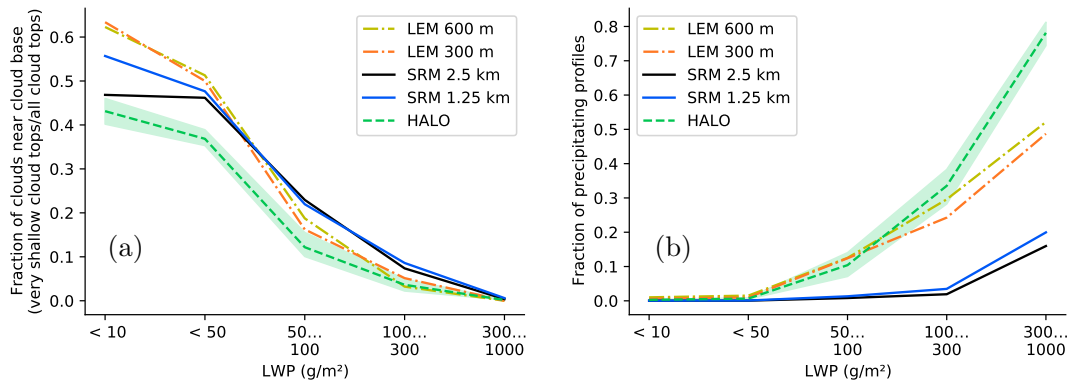 Fraction of clouds near cloud base
(very shallow cloud tops/all cloud tops)
0.6
0.5
0.4
0.3
0.2
0.1
0.0
LEM 600 m
LEM 300 m
SRM 2.5 km
SRM 1.25 km
HALO
(a)
< 10
< 50
50...
100
100...
300
300...
1000
LWP (g/m²)
Fraction of precipitating profiles
0.8
0.7
0.6
0.5
0.4
0.3
0.2
0.1
0.0
LEM 600 m
LEM 300 m
SRM 2.5 km
SRM 1.25 km
HALO
(b)
< 10
< 50
50...
100
100...
300
300...
1000
LWP (g/m²)